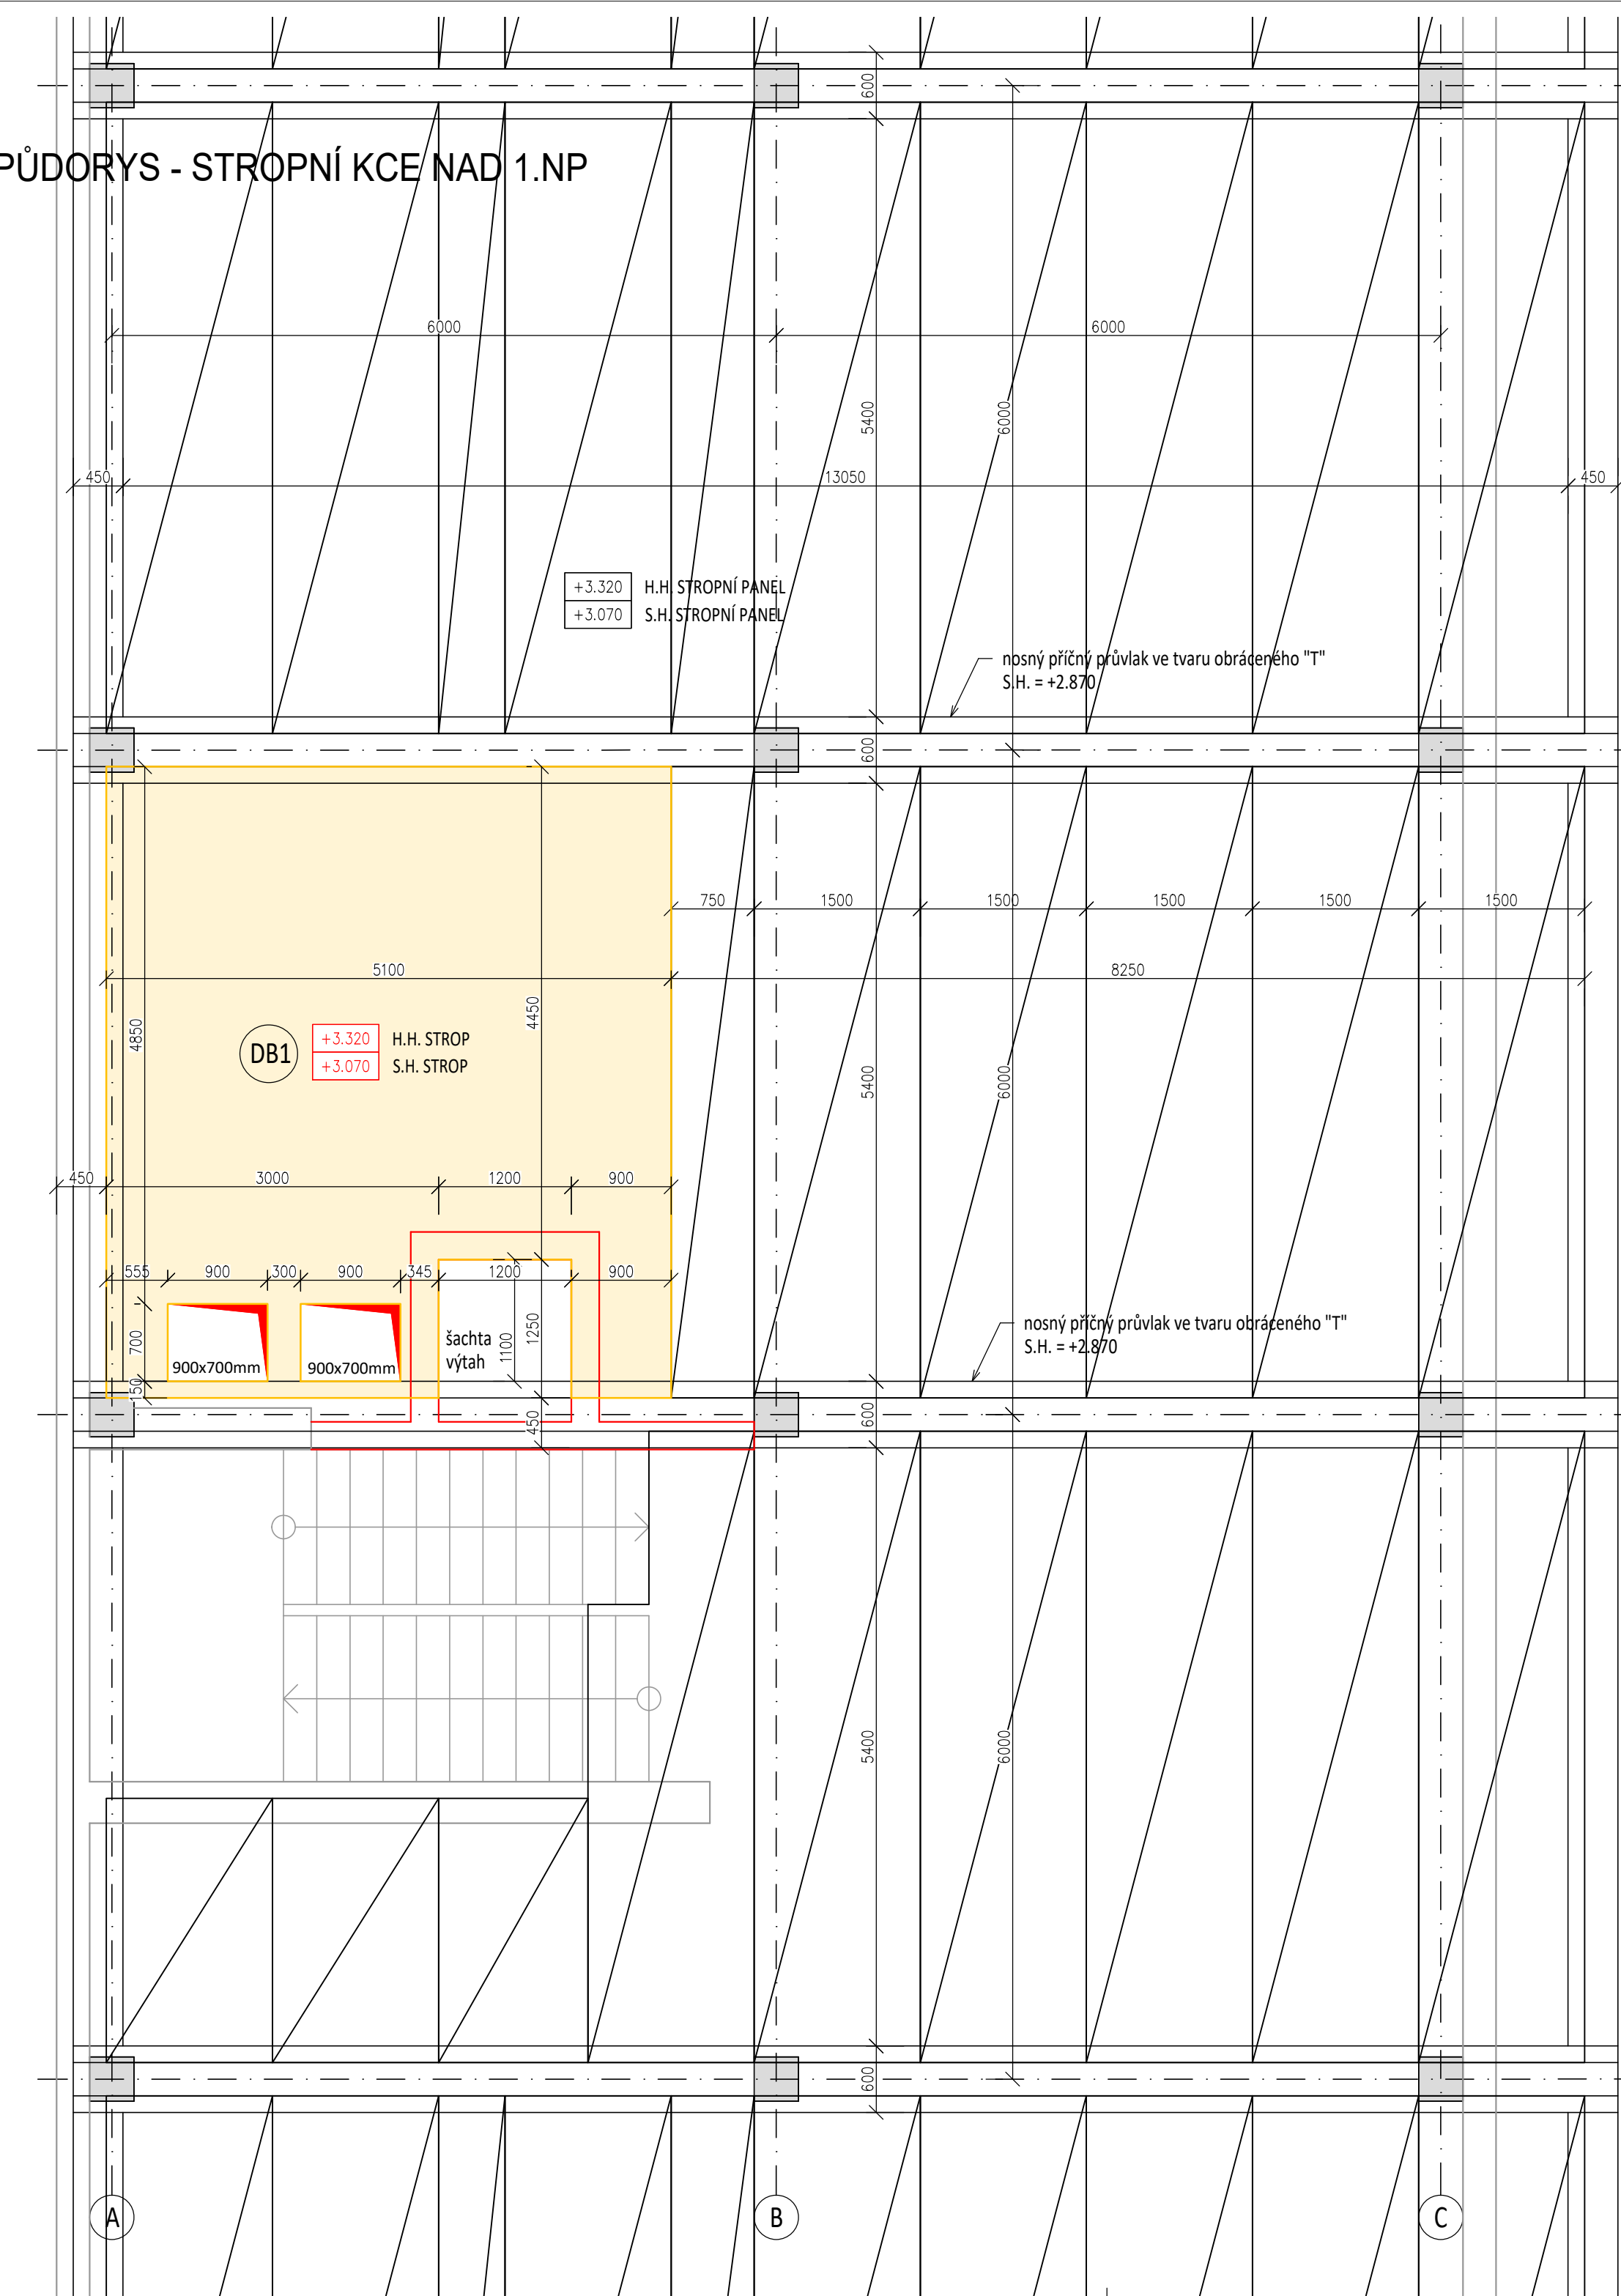 600
PŮDORYS - STROPNÍ KCE NAD 1.NP
6000
6000
5400
6000
450
13050
450
+3.320 H.H. STROPNÍ PANEL
+3.070 S.H. STROPNÍ PANEL
nosný příčný průvlak ve tvaru obráceného "T"
S.H. = +2.870
600
750
1500
1500
1500
1500
1500
5100
8250
4850
4450
DB1
+3.320 H.H. STROP
+3.070 S.H. STROP
5400
6000
450
3000
1200
900
555
900
300
900
345
1200
900
700
900x700mm
900x700mm
šachta
výtah
1100
1250
nosný příčný průvlak ve tvaru obráceného "T"
S.H. = +2.870
150
450
600
5400
6000
600
A
B
C